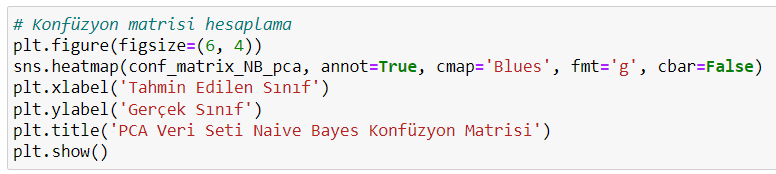 # Konfüzyon matrisi hesaplama
plt.figure(figsize=(6, 4))
sns.heatmap(conf_matrix_NB_pca, annot=True, cmap='Blues', fmt='g', cbar=False)
plt.xlabel('Tahmin Edilen Sınıf')
plt.ylabel('Gerçek Sınıf')
plt.title('PCA Veri Seti Naive Bayes Konfüzyon Matrisi')
plt.show()